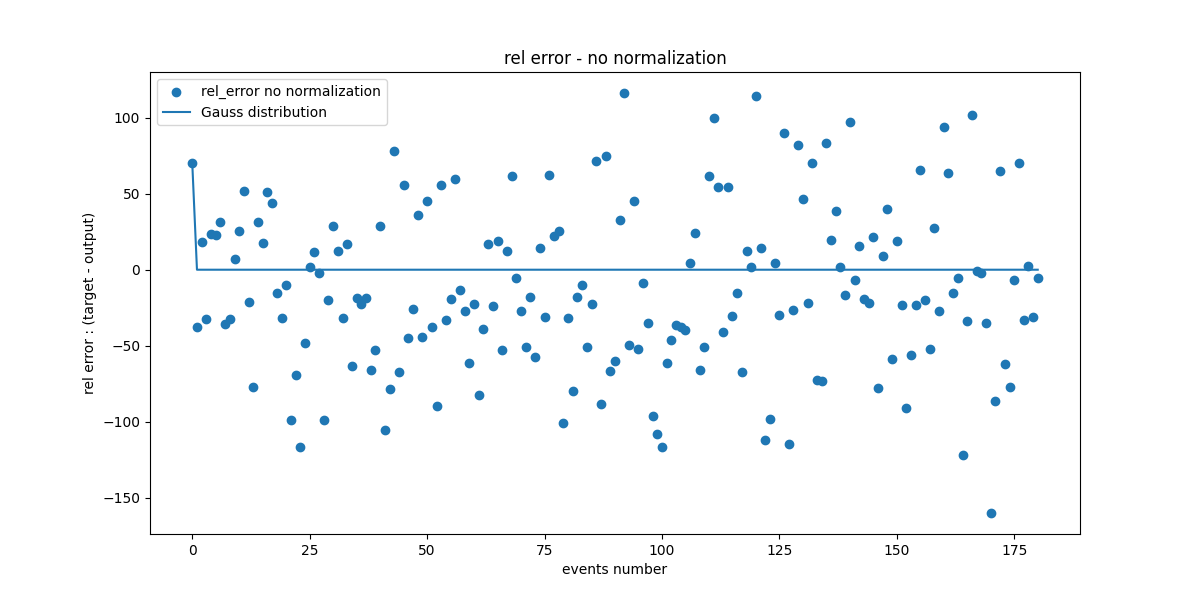 rel error - no normalization
rel_error no normalization
Gauss distribution
rel error : (target - output)
100
50
0
−50
−100
−150
0 25 50 75 100 125 150 175
events number